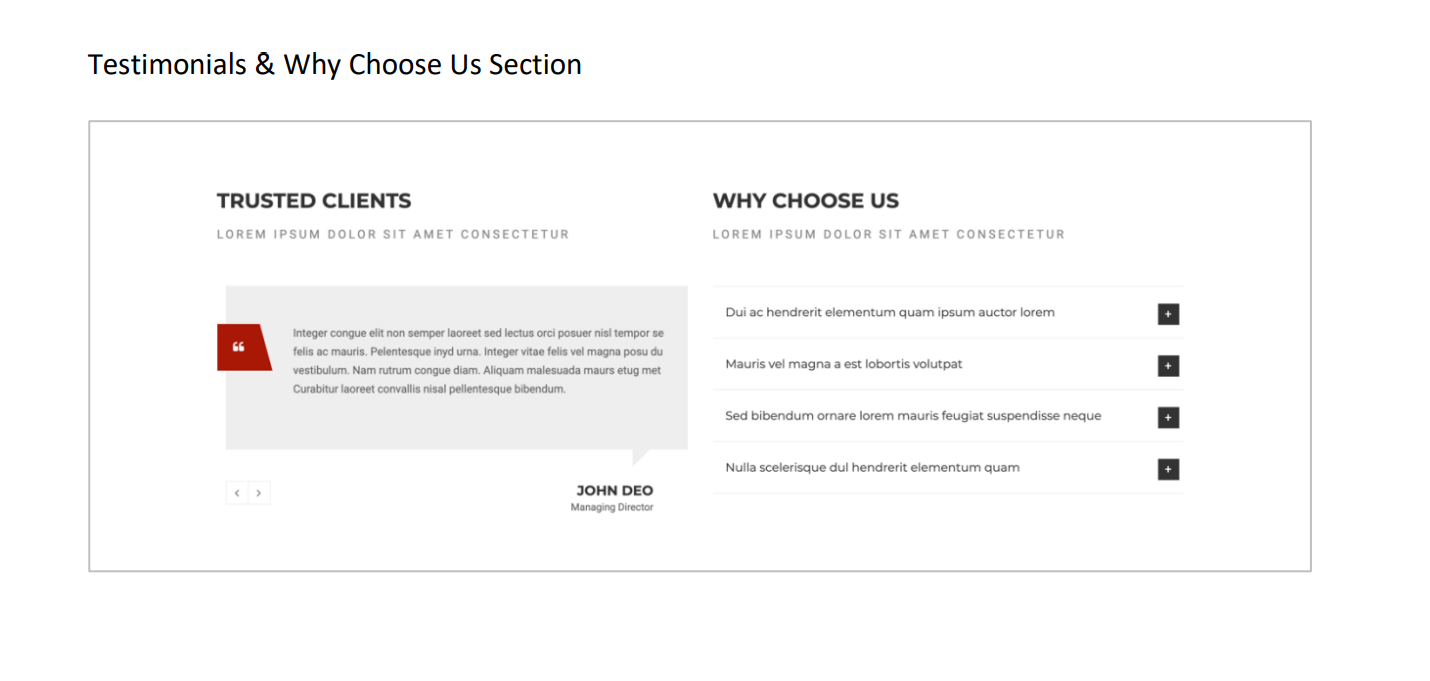 Testimonials & Why Choose Us Section
TRUSTED CLIENTS
LOREM IPSUM DOLOR SIT AMET CONSECTETUR
“
Integer congue elit non semper laoreet sed lectus orci posuer nisl tempor se
felis ac mauris. Pelentesque inyd urna. Integer vitae felis vel magna posu du
vestibulum. Nam rutrum congue diam. Aliquam malesuada maurs etug met
Curabitur laoreet convallis nisal pellentesque bibendum.
JOHN DEO
Managing Director
WHY CHOOSE US
LOREM IPSUM DOLOR SIT AMET CONSECTETUR
Dui ac hendrerit elementum quam ipsum auctor lorem
Mauris vel magna a est lobortis volutpat
Sed bibendum ornare lorem mauris feugiat suspendisse neque
Nulla scelerisque dul hendrerit elementum quam